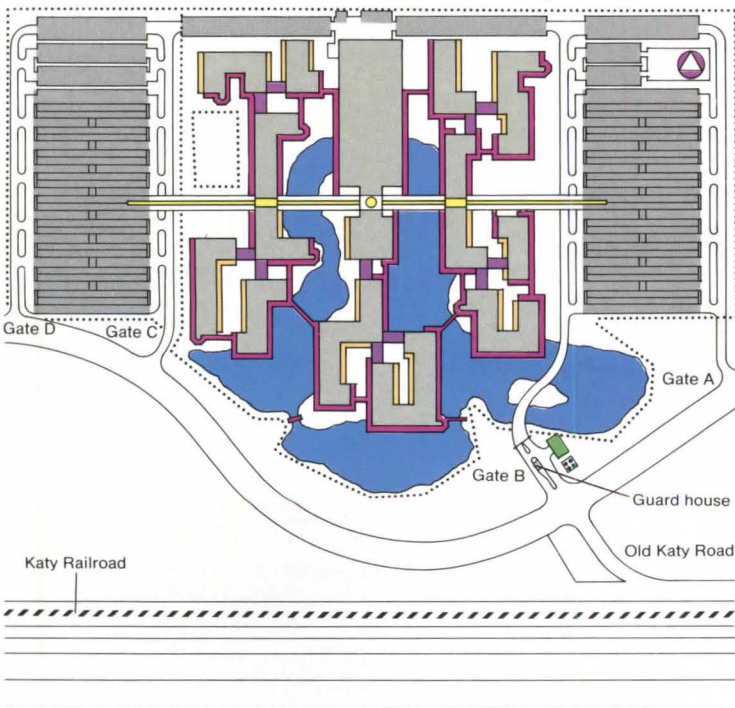 Gate D
Gate C
Gate A
Gate B
Guard house
Old Katy Road
Katy Railroad